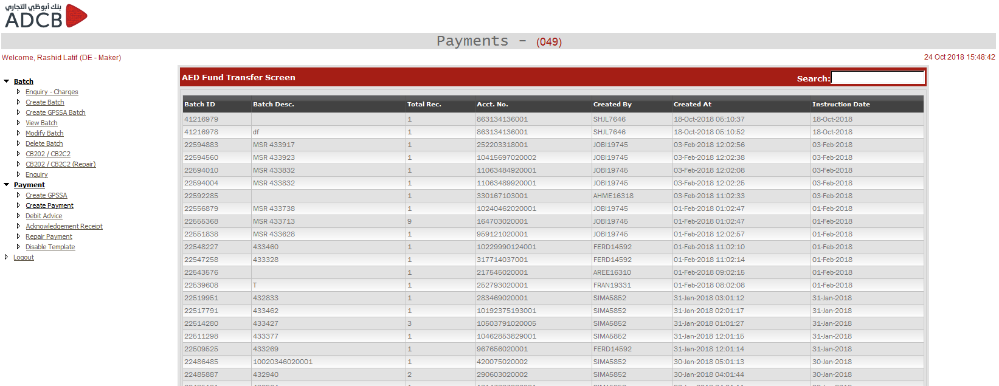 بنك أبوظبي التجاري
ADCB
Payments - (049)
Welcome, Rashid Latif (DE - Maker)
24 Oct 2018 15:48:42
Batch
Enquiry - Charges
Create Batch
Create GPSSA Batch
View Batch
Modify Batch
Delete Batch
CB202 / CB2C2
CB202 / CB2C2 (Repair)
Enquiry
Payment
Create GPSSA
Create Payment
Debit Advice
Acknowledgement Receipt
Repair Payment
Disable Template
Logout
AED Fund Transfer Screen Search:
Batch ID Batch Desc. Total Rec. Acct. No. Created By Created At Instruction Date
41216979 1 863134136001 SHJL7646 18-Oct-2018 05:10:37 18-Oct-2018
41216978 df 1 863134136001 SHJL7646 18-Oct-2018 05:10:52 18-Oct-2018
22594883 MSR 433917 1 252203318001 JOBI19745 03-Feb-2018 12:02:56 03-Feb-2018
22594560 MSR 433923 1 10415697020002 JOBI19745 03-Feb-2018 12:02:38 03-Feb-2018
22594010 MSR 433832 1 11063484920001 JOBI19745 03-Feb-2018 12:02:08 03-Feb-2018
22594004 MSR 433832 1 11063489920001 JOBI19745 03-Feb-2018 12:02:25 03-Feb-2018
22592285 1 330167103001 AHME16318 03-Feb-2018 11:02:33 03-Feb-2018
22556879 MSR 433738 1 10240462020001 JOBI19745 01-Feb-2018 01:02:47 01-Feb-2018
22555368 MSR 433713 9 164703020001 JOBI19745 01-Feb-2018 01:02:47 01-Feb-2018
22551838 MSR 433628 1 959121020001 JOBI19745 01-Feb-2018 12:02:57 01-Feb-2018
22548227 433460 1 10229990124001 FERD14592 01-Feb-2018 11:02:10 01-Feb-2018
22547258 433328 1 317714037001 FERD14592 01-Feb-2018 11:02:14 01-Feb-2018
22543576 1 217545020001 AREE16310 01-Feb-2018 09:02:15 01-Feb-2018
22539608 T 1 252793020001 FRAN19331 01-Feb-2018 08:02:08 01-Feb-2018
22519951 432833 1 283469020001 SIMA5852 31-Jan-2018 03:01:12 31-Jan-2018
22517791 433462 1 10192375193001 SIMA5852 31-Jan-2018 02:01:17 31-Jan-2018
22514280 433427 3 10503791020005 SIMA5852 31-Jan-2018 01:01:27 31-Jan-2018
22511298 433377 1 10462853829001 SIMA5852 31-Jan-2018 12:01:15 31-Jan-2018
22509525 433269 1 967656020001 FERD14592 31-Jan-2018 12:01:14 31-Jan-2018
22486485 10020346020001 1 420075020002 SIMA5852 30-Jan-2018 05:01:13 30-Jan-2018
22485887 432940 2 290603020002 SIMA5852 30-Jan-2018 04:01:44 30-Jan-2018